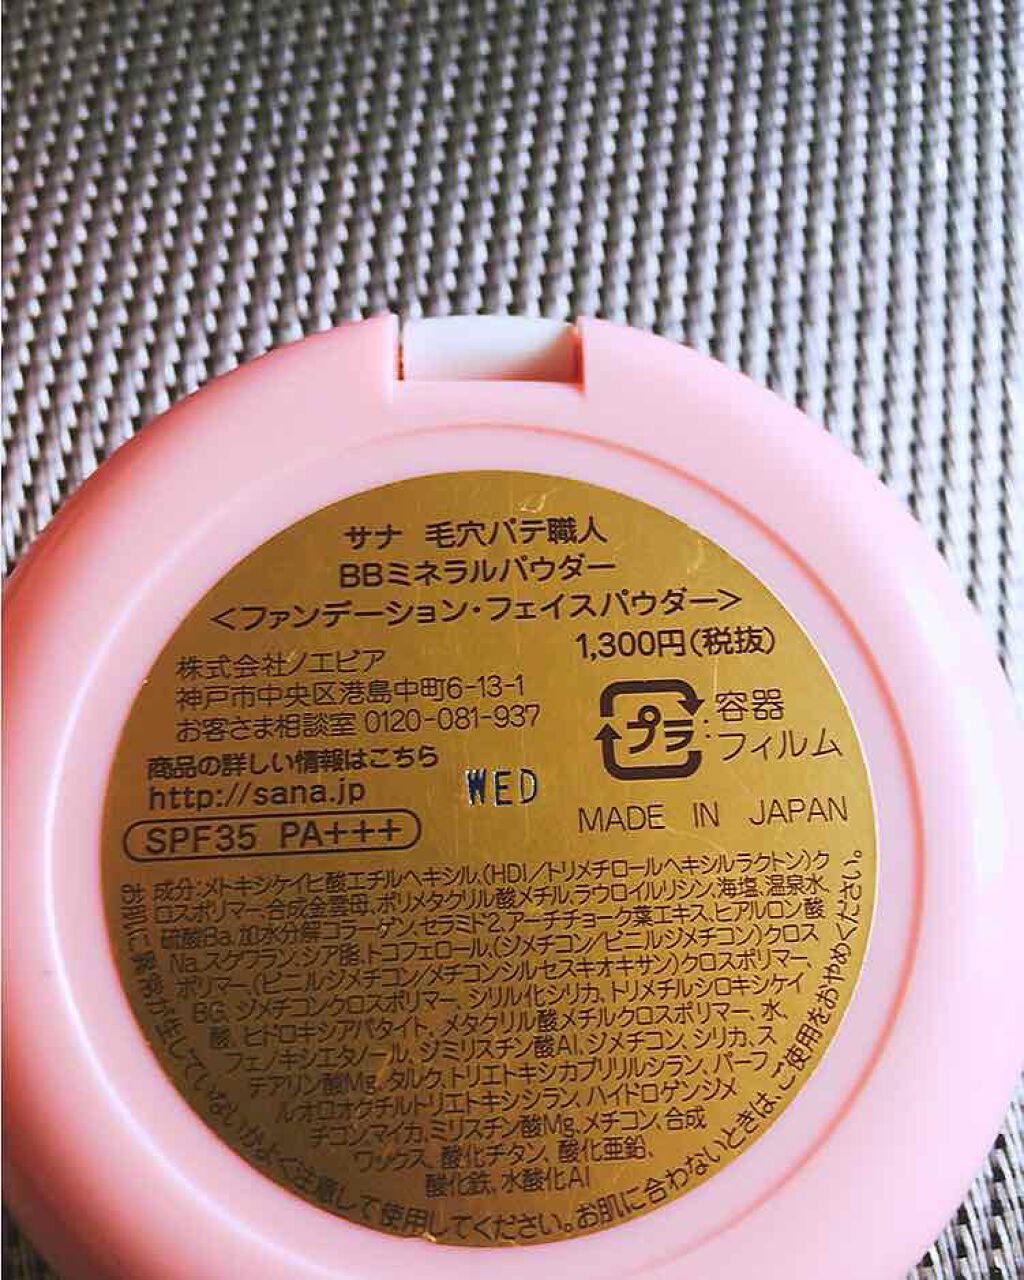 サナ 毛穴パテ職人
BBミネラルパウダー
<ファンデーション・フェイスパウダー>
1,300円(税抜)
株式会社ノエビア
神戸市中央区港島中町6-13-1
お客さま相談室 0120-081-937
商品の詳しい情報はこちら
http://sana.jp
SPF35 PA+++
WED
プラ
:容器
:フィルム
MADE IN JAPAN
成分:メトキシケイヒ酸エチルヘキシル、(HDI/トリメチロールヘキシルラクトン)ク
ロスポリマー、合成金雲母、ポリメタクリル酸メチル、ラウロイルリシン、海塩、温泉水、
硫酸Ba、加水分解コラーゲン、セラミド2、アーチチョーク葉エキス、ヒアルロン酸
Na、スクワラン、シア脂、トコフェロール、(ジメチコン/ビニルジメチコン)クロス
ポリマー、(ビニルジメチコン/メチコンシルセスキオキサン)クロスポリマー、
BG、ジメチコンクロスポリマー、シリル化シリカ、トリメチルシロキシケイ
酸、ヒドロキシアパタイト、メタクリル酸メチルクロスポリマー、水、
フェノキシエタノール、ジミリスチン酸Al、ジメチコン、シリカ、ス
テアリン酸Mg、タルク、トリエトキシカプリリルシラン、パーフ
ルオロオクチルトリエトキシシラン、ハイドロゲンジメ
チコン、マイカ、ミリスチン酸Mg、メチコン、合成
ワックス、酸化チタン、酸化亜鉛、
酸化鉄、水酸化Al
お肌に異常が生じていないかよく注意して使用してください。お肌に合わないときは、ご使用をおやめください。